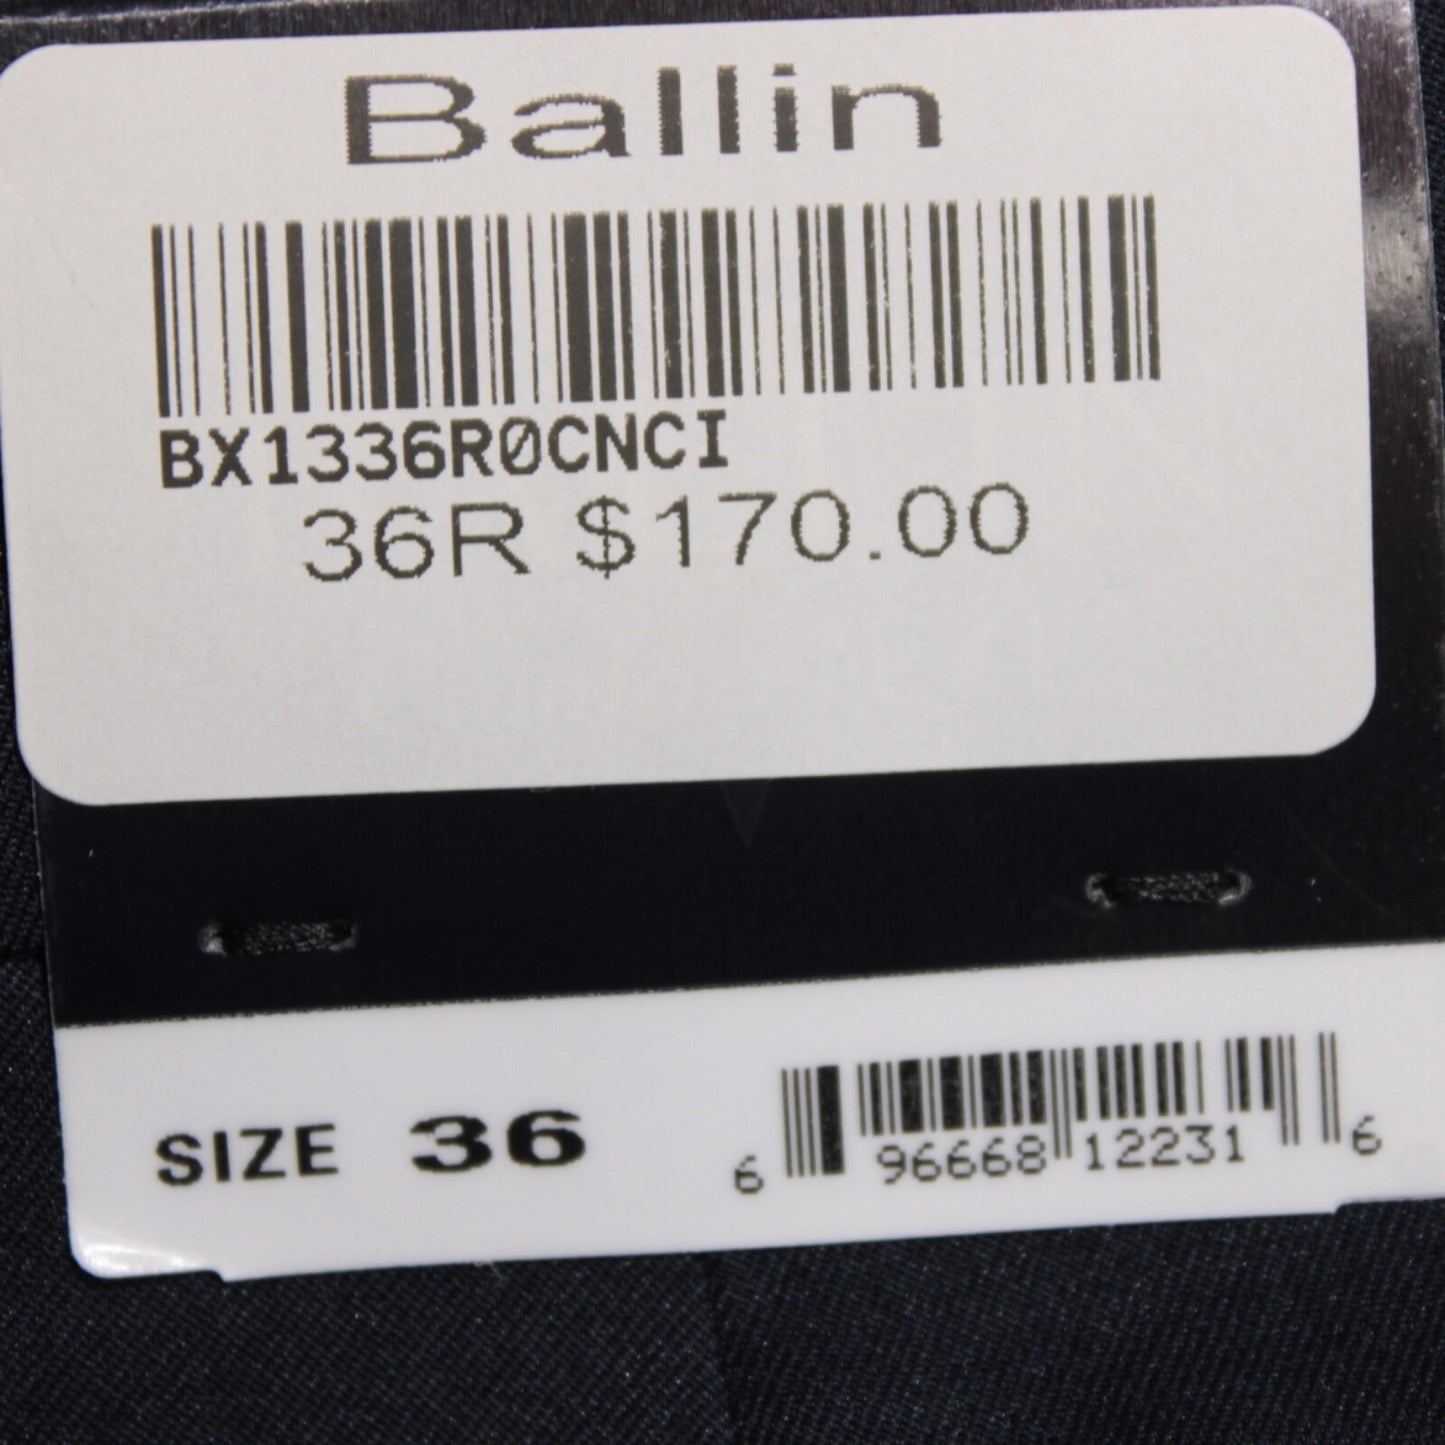 Ballin
BX1336R0CNCI
36R $170.00
SIZE 36
6 96668 12231 6